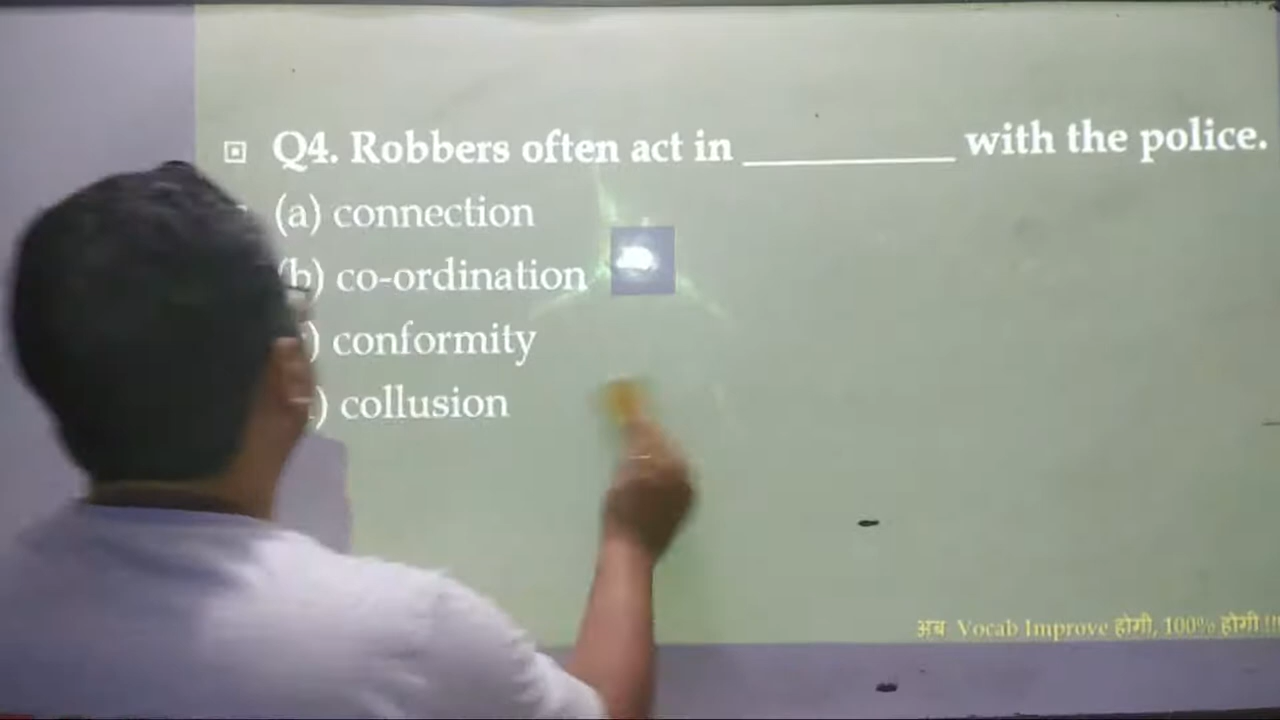 Q4. Robbers often act in __________ with the police.
(a) connection
(b) co-ordination
) conformity
) collusion
अब Vocab Improve होगी, 100% होगी !!